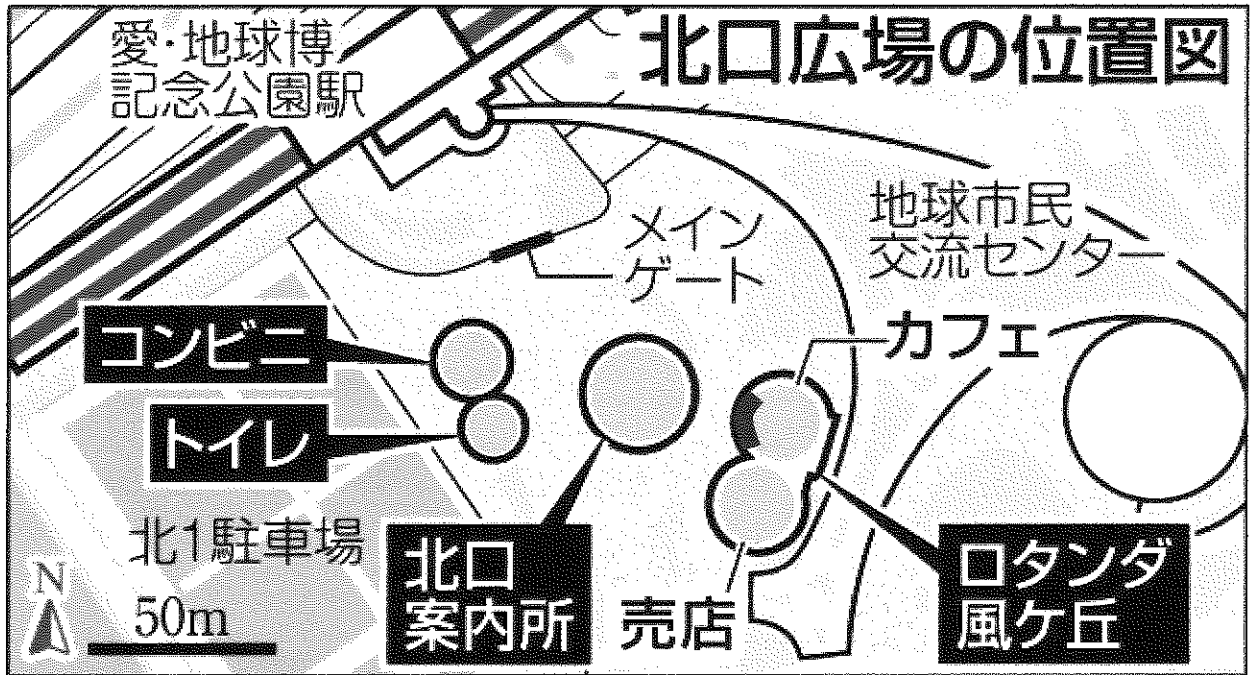 北口広場の位置図
愛・地球博
記念公園駅
地球市民
交流センター
メイン
ゲート
コンビニ
カフェ
トイレ
北1駐車場
北口
案内所
売店
ロタンダ
風ケ丘
N
50m